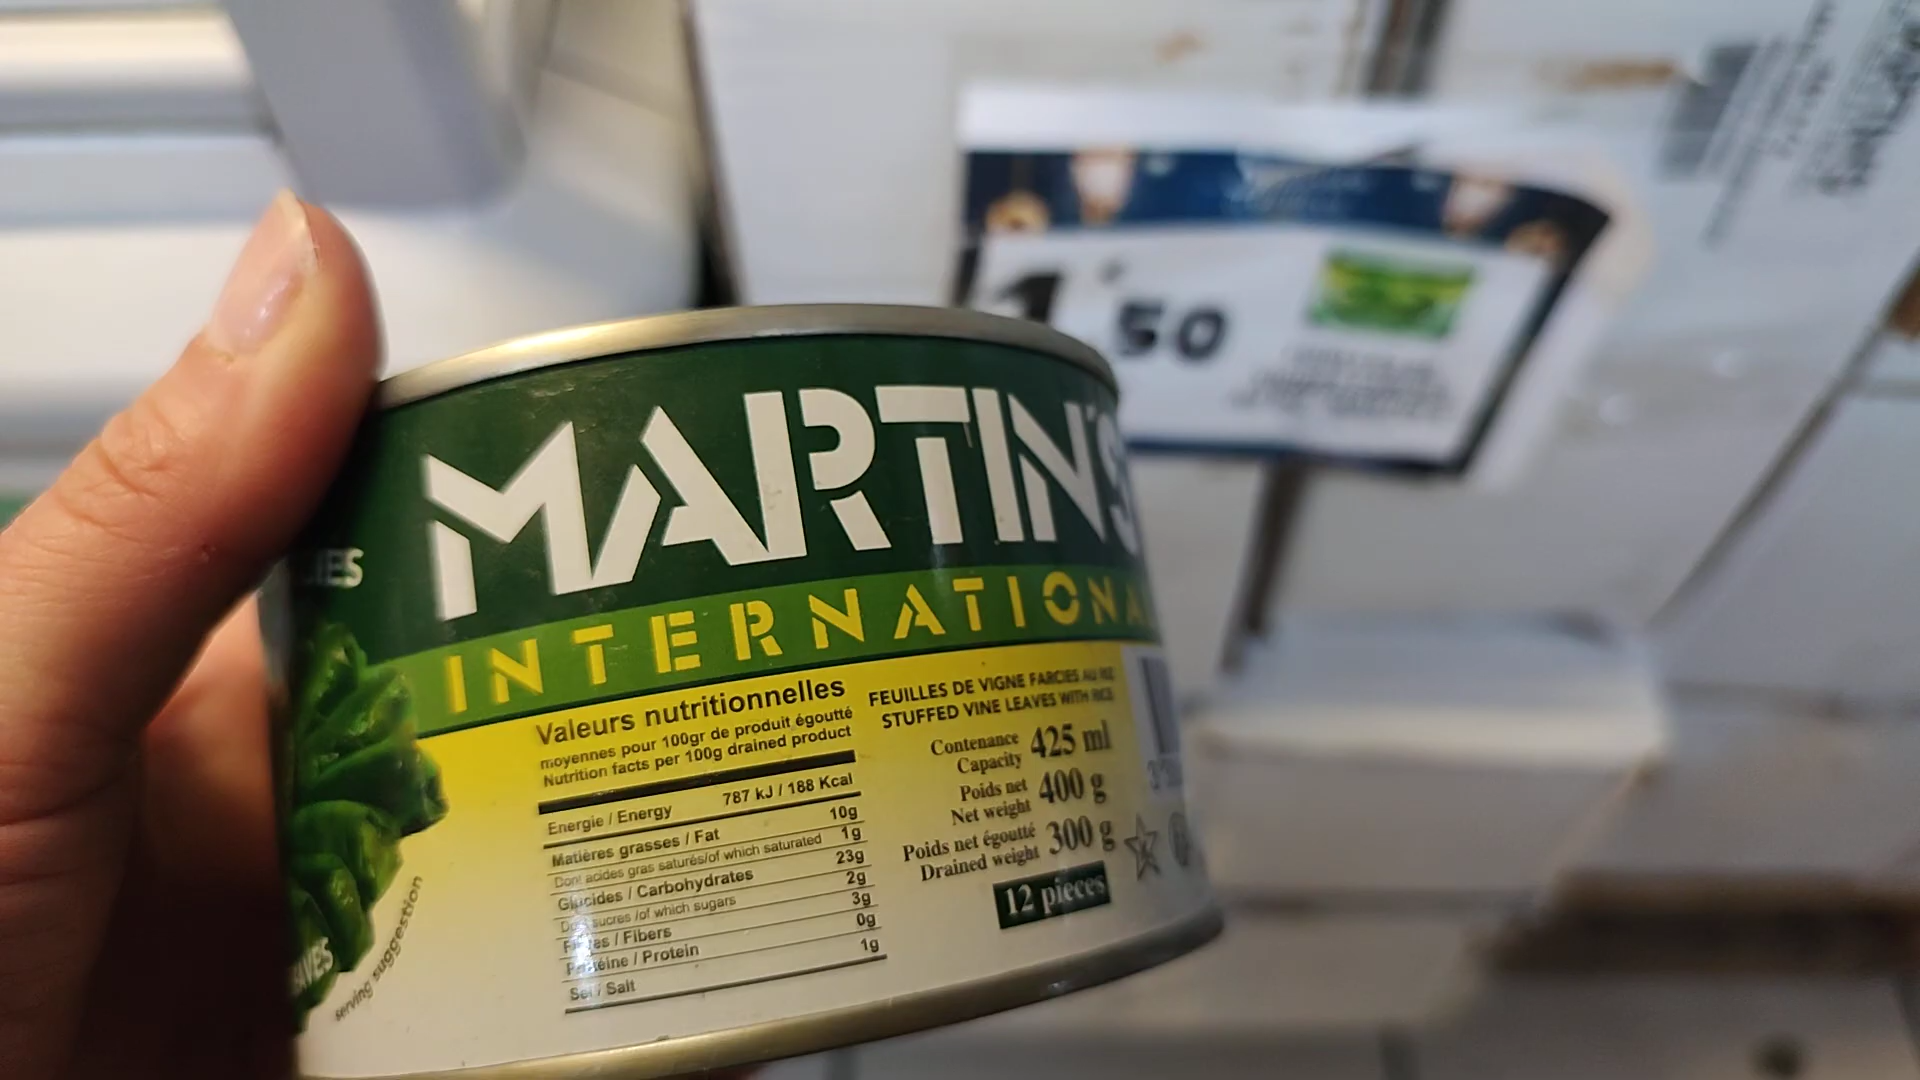 1 50
MARTIN'S
INTERNATIONA
Valeurs nutritionnelles
moyennes pour 100gr de produit égoutté
Nutrition facts per 100g drained product
Energie / Energy 787 kJ / 188 Kcal
Matières grasses / Fat 10g
Dont acides gras saturés/of which saturated 1g
Glucides / Carbohydrates 23g
sucres /of which sugars 2g
Fibres / Fibers 3g
Protéine / Protein 0g
Sel / Salt 1g
FEUILLES DE VIGNE FARCIES AU RIZ
STUFFED VINE LEAVES WITH RICE
Contenance
Capacity 425 ml
Poids net
Net weight 400 g
Poids net égoutté
Drained weight 300 g
12 pieces
serving suggestion